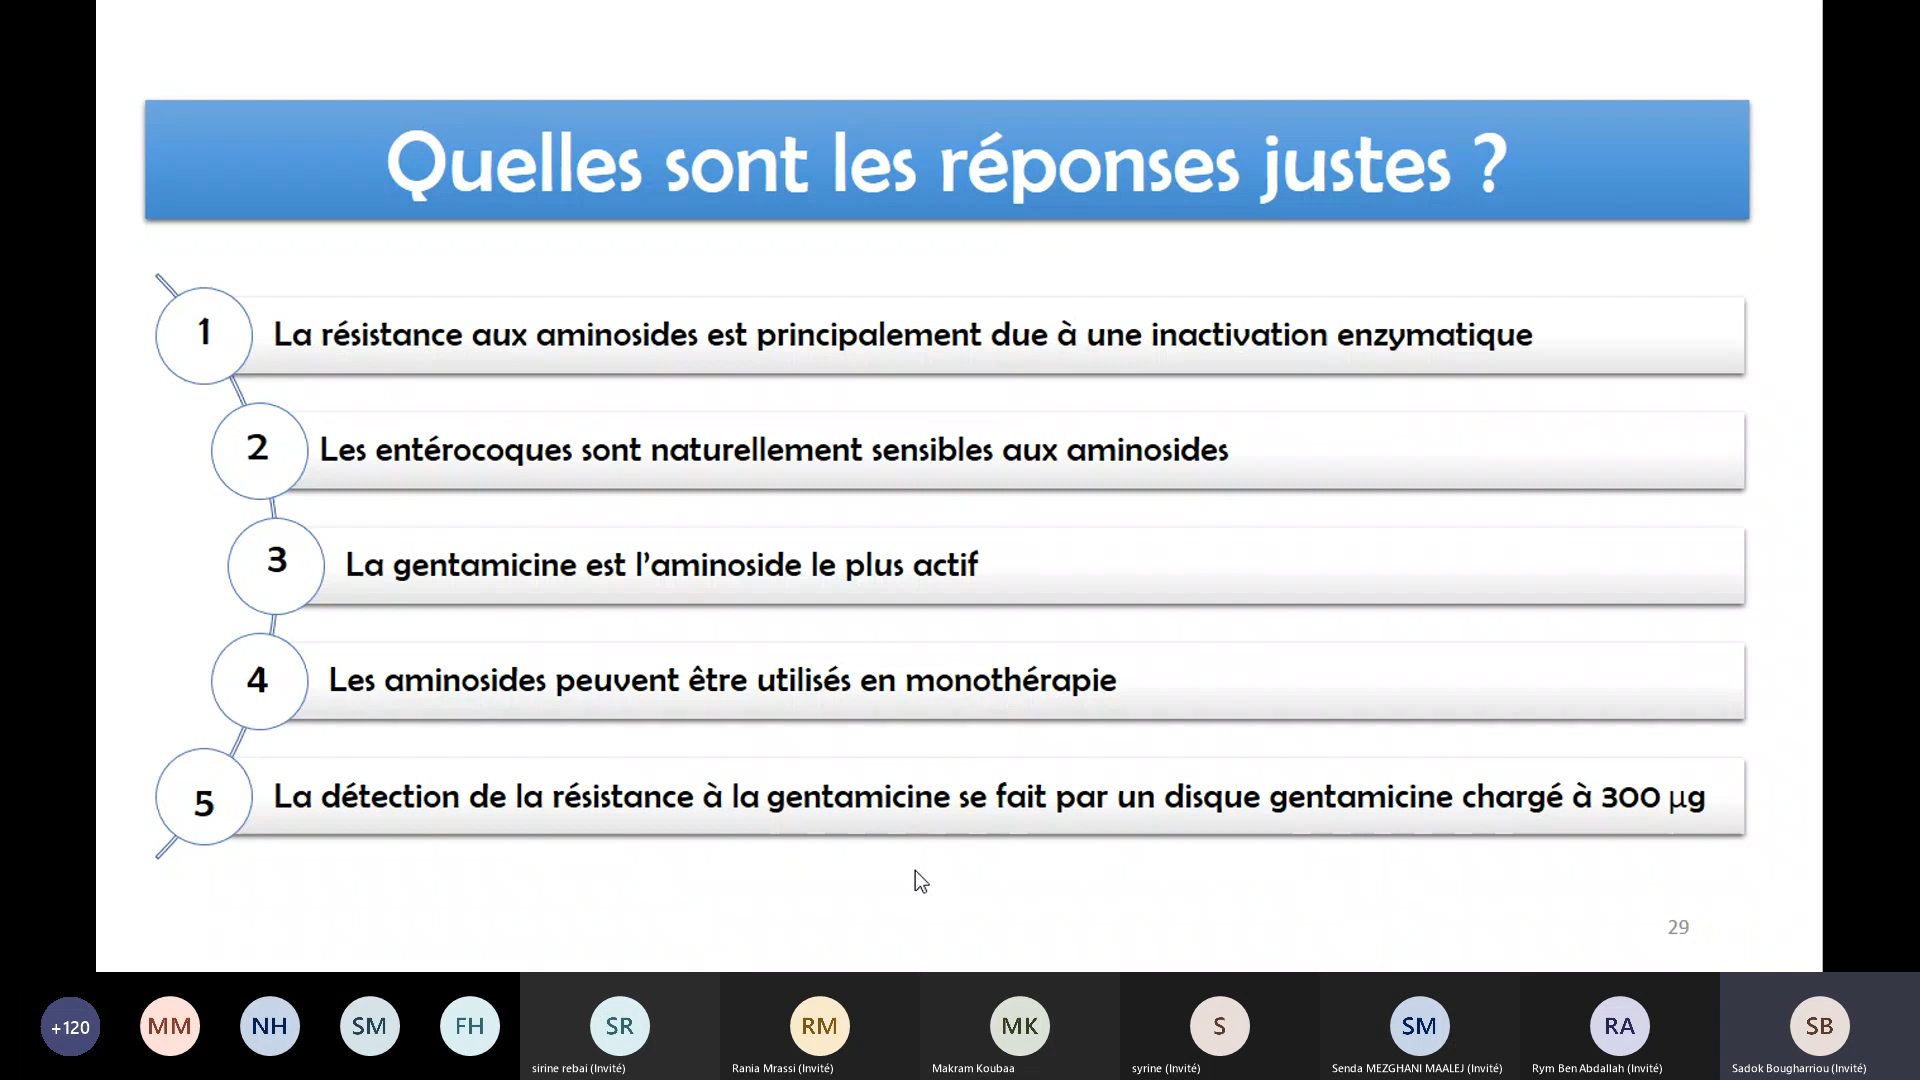 Quelles sont les réponses justes ?
1 La résistance aux aminosides est principalement due à une inactivation enzymatique
2 Les entérocoques sont naturellement sensibles aux aminosides
3 La gentamicine est l'aminoside le plus actif
4 Les aminosides peuvent être utilisés en monothérapie
5 La détection de la résistance à la gentamicine se fait par un disque gentamicine chargé à 300 µg
29
+120 MM NH SM FH SR RM MK S SM RA SB
sirine rebai (Invité) Rania Mrassi (Invité) Makram Koubaa syrine (Invité) Senda MEZGHANI MAALEJ (Invité) Rym Ben Abdallah (Invité) Sadok Bougharriou (Invité)